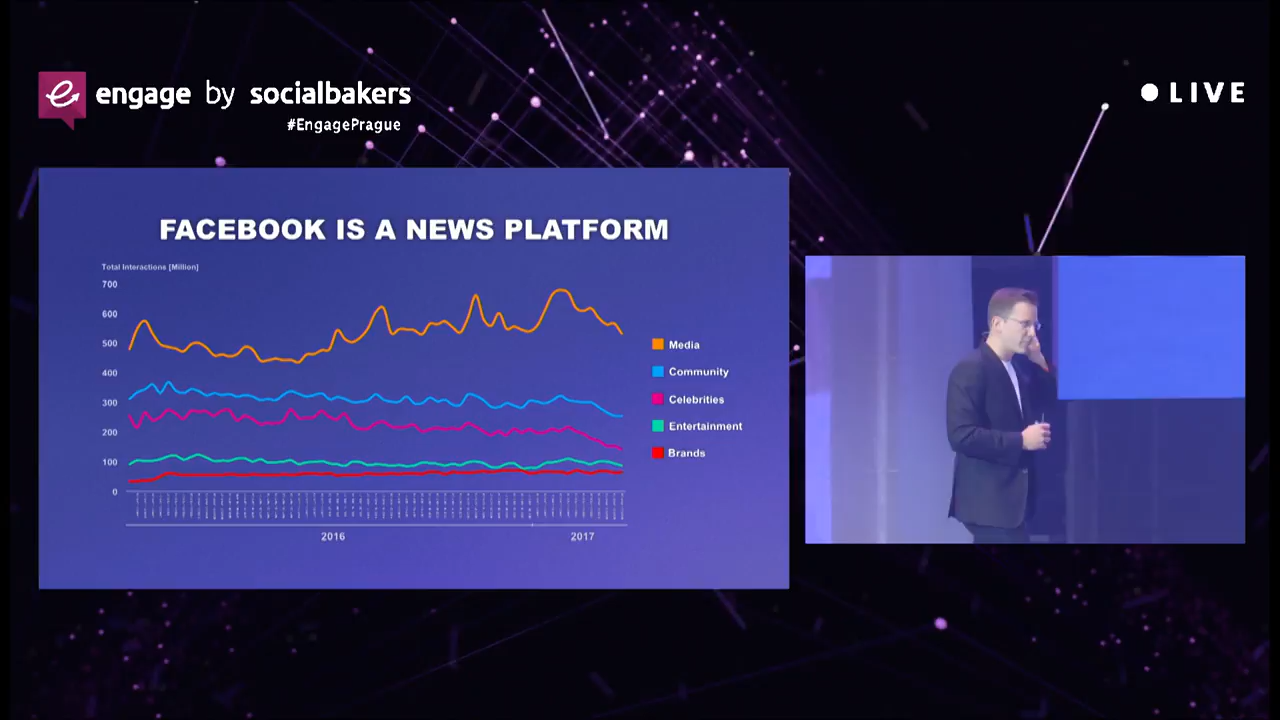 engage by socialbakers
#EngagePrague
LIVE
FACEBOOK IS A NEWS PLATFORM
Total Interactions [Million]
700
600
500
400
300
200
100
0
2016
2017
Media
Community
Celebrities
Entertainment
Brands